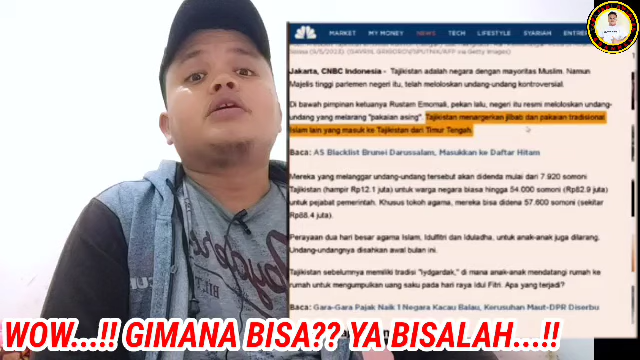 MARKET MY MONEY NEWS TECH LIFESTYLE SYARIAH ENTREP
Jakarta, CNBC Indonesia - Tajikistan adalah negara dengan mayoritas Muslim. Namun
Majelis tinggi parlemen negeri itu, telah meloloskan undang-undang kontroversial.
Di bawah pimpinan keluanya Rustam Emomali, pekan lalu, negeri itu resmi meloloskan undang-
undang yang melarang "pakaian asing". Tajikistan menargerkan jilbab dan pakaian tradisional
Islam lain yang masuk ke Tajikistan dari Timur Tengah.
Baca: AS Blacklist Brunei Darussalam, Masukkan ke Daftar Hitam
Mereka yang melanggar undang-undang tersebut akan didenda mulai dari 7.920 somoni
Tajikistan (hampir Rp12.1 juta) untuk warga negara biasa hingga 54.000 somoni (Rp82.9 juta)
untuk pejabat pemerintah. Khusus tokoh agama, mereka bisa didenda 57.600 somoni (sekitar
Rp88.4 juta).
Perayaan dua hari besar agama Islam, Idulfitri dan Iduladha, untuk anak-anak juga dilarang.
Undang-undangnya disahkan awal bulan ini.
Tajikistan sebelumnya memiliki tradisi "iydgardak," di mana anak-anak mendatangi rumah ke
rumah untuk mengumpulkan uang saku pada hari raya idul Fitri. Apa yang terjadi?
Baca: Gara-Gara Pajak Naik 1 Negara Kacau Balau, Kerusuhan Maut-DPR Diserbu
WOW...!! GIMANA BISA?? YA BISALAH...!!